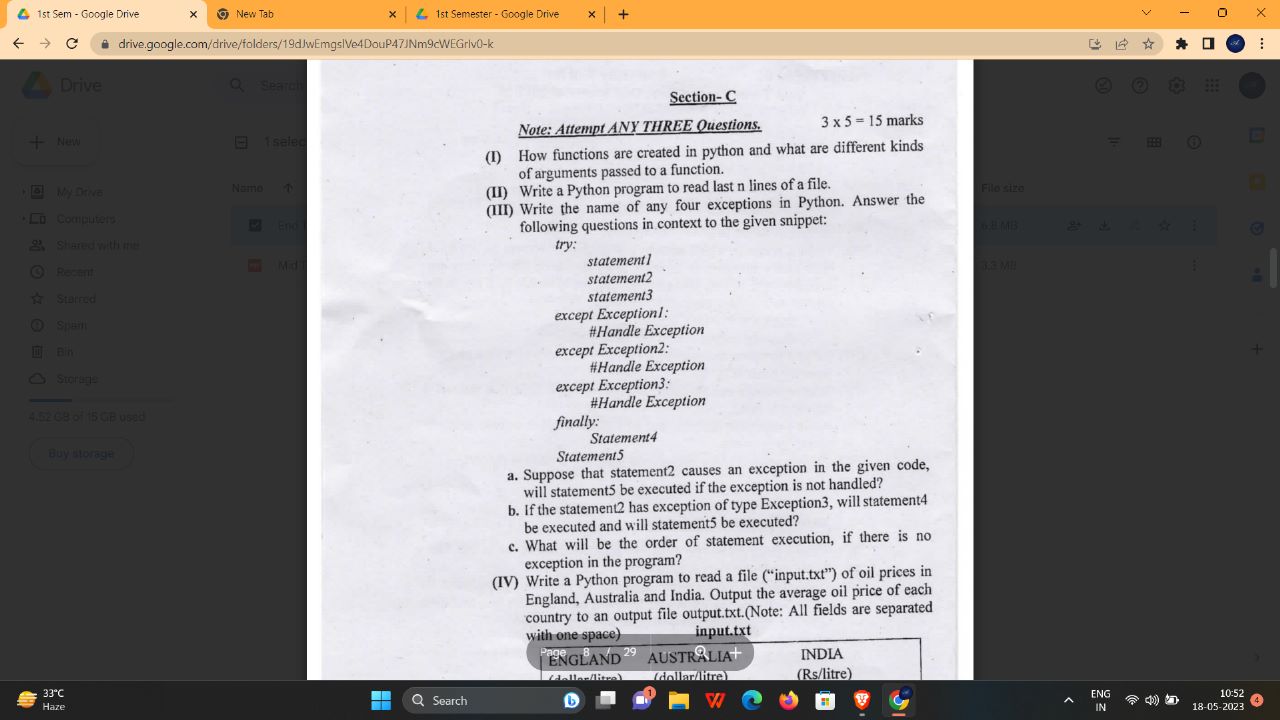 1st Sem - Google Drive
New Tab
1st Semester - Google Drive
drive.google.com/drive/folders/19dJwEmgslVe4DouP47JNm9cWEGrIv0-k
Drive
Search
New
1 selec
My Drive
Computers
Shared with me
Recent
Starred
Spam
Bin
Storage
4.52 GB of 15 GB used
Buy storage
Name
File size
End T
6.8 MB
Mid T
3.3 MB
Section- C
Note: Attempt ANY THREE Questions. 3 x 5 = 15 marks
(I) How functions are created in python and what are different kinds
of arguments passed to a function.
(II) Write a Python program to read last n lines of a file.
(III) Write the name of any four exceptions in Python. Answer the
following questions in context to the given snippet:
try:
statement1
statement2
statement3
except Exception1:
#Handle Exception
except Exception2:
#Handle Exception
except Exception3:
#Handle Exception
finally:
Statement4
Statement5
a. Suppose that statement2 causes an exception in the given code,
will statement5 be executed if the exception is not handled?
b. If the statement2 has exception of type Exception3, will statement4
be executed and will statement5 be executed?
c. What will be the order of statement execution, if there is no
exception in the program?
(IV) Write a Python program to read a file (“input.txt”) of oil prices in
England, Australia and India. Output the average oil price of each
country to an output file output.txt.(Note: All fields are separated
with one space) input.txt
Page 8 / 29
ENGLAND AUSTRALIA INDIA
(dollar/litre) (dollar/litre) (Rs/litre)
33°C
Haze
Search
1
ENG
IN
10:52
18-05-2023
4